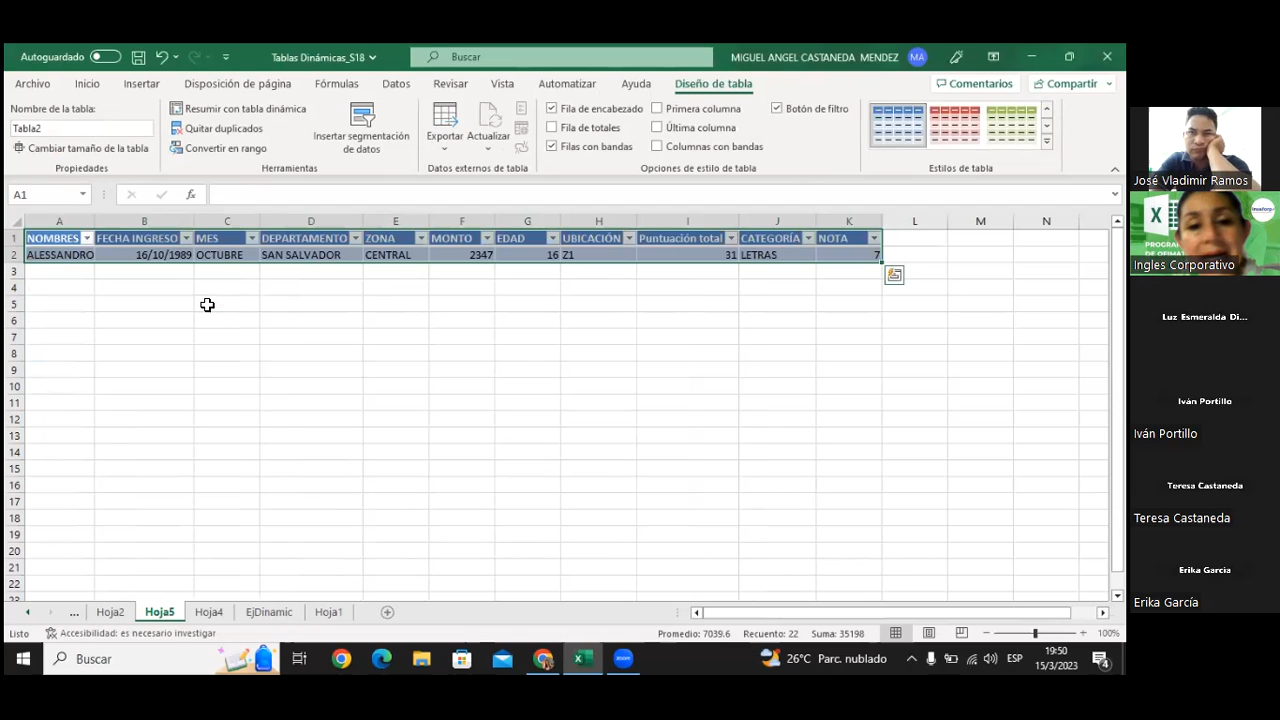 Autoguardado
Tablas Dinámicas_S18
Buscar
MIGUEL ANGEL CASTANEDA MENDEZ
MA
Archivo Inicio Insertar Disposición de página Fórmulas Datos Revisar Vista Automatizar Ayuda Diseño de tabla
Comentarios
Compartir
Nombre de la tabla:
Tabla2
Cambiar tamaño de la tabla
Propiedades
Resumir con tabla dinámica
Quitar duplicados
Convertir en rango
Insertar segmentación
de datos
Herramientas
Exportar Actualizar
Datos externos de tabla
Fila de encabezado Primera columna Botón de filtro
Fila de totales Última columna
Filas con bandas Columnas con bandas
Opciones de estilo de tabla
Estilos de tabla
A1
fx
A B C D E F G H I J K L M N
1 NOMBRES FECHA INGRESO MES DEPARTAMENTO ZONA MONTO EDAD UBICACIÓN Puntuación total CATEGORÍA NOTA
2 ALESSANDRO 16/10/1989 OCTUBRE SAN SALVADOR CENTRAL 2347 16 Z1 31 LETRAS 7
3
4
5
6
7
8
9
10
11
12
13
14
15
16
17
18
19
20
21
22
23
... Hoja2 Hoja5 Hoja4 EjDinamic Hoja1
Listo
Accesibilidad: es necesario investigar
Promedio: 7039.6 Recuento: 22 Suma: 35198
100%
Buscar
zoom
26°C Parc. nublado
ESP
19:50
15/3/2023
4
José Vladimir Ramos
Ingles Corporativo
Luz Esmeralda Di...
Iván Portillo
Iván Portillo
Teresa Castaneda
Teresa Castaneda
Erika Garcia
Erika García